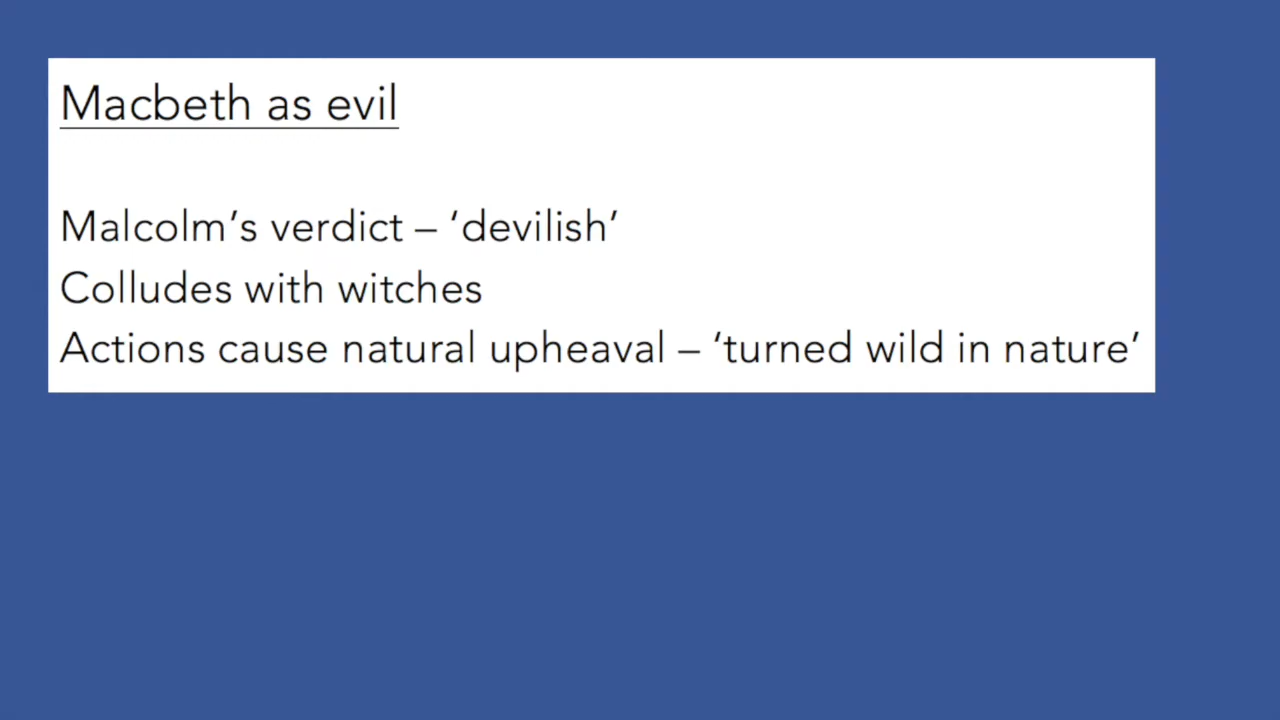 Macbeth as evil
Malcolm’s verdict – ‘devilish’
Colludes with witches
Actions cause natural upheaval – ‘turned wild in nature’